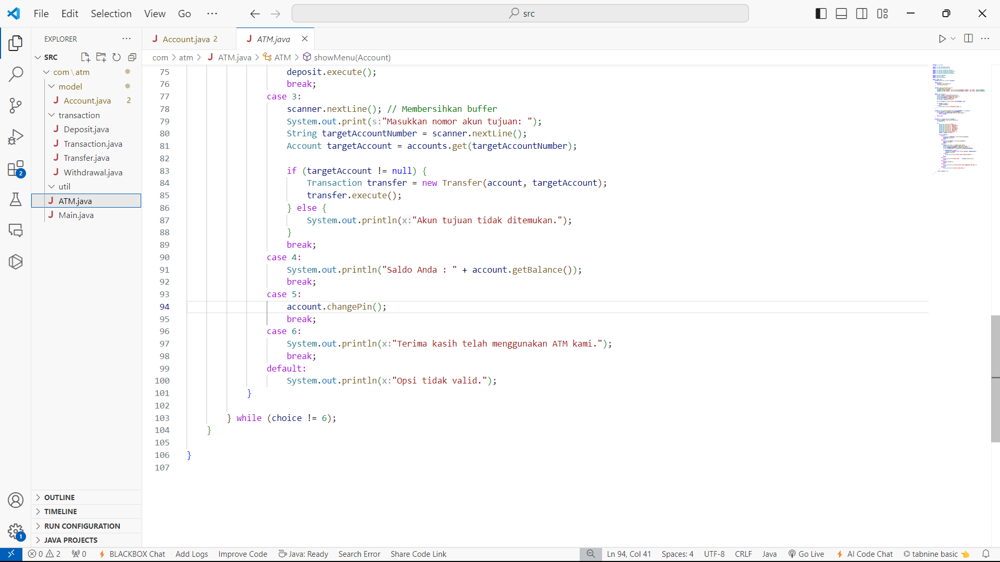 File Edit Selection View Go ··· src
EXPLORER ···
SRC
com \ atm
model
Account.java 2
transaction
Deposit.java
Transaction.java
Transfer.java
Withdrawal.java
util
ATM.java
Main.java
OUTLINE
TIMELINE
RUN CONFIGURATION
JAVA PROJECTS
2
1
J Account.java 2 J ATM.java
com > atm > J ATM.java > ATM > showMenu(Account)
75 deposit.execute();
76 break;
77 case 3:
78 scanner.nextLine(); // Membersihkan buffer
79 System.out.print(s:"Masukkan nomor akun tujuan: ");
80 String targetAccountNumber = scanner.nextLine();
81 Account targetAccount = accounts.get(targetAccountNumber);
82
83 if (targetAccount != null) {
84 Transaction transfer = new Transfer(account, targetAccount);
85 transfer.execute();
86 } else {
87 System.out.println(x:"Akun tujuan tidak ditemukan.");
88 }
89 break;
90 case 4:
91 System.out.println("Saldo Anda : " + account.getBalance());
92 break;
93 case 5:
94 account.changePin();
95 break;
96 case 6:
97 System.out.println(x:"Terima kasih telah menggunakan ATM kami.");
98 break;
99 default:
100 System.out.println(x:"Opsi tidak valid.");
101 }
102
103 } while (choice != 6);
104 }
105
106 }
107
0 2 0 BLACKBOX Chat Add Logs Improve Code Java: Ready Search Error Share Code Link Ln 94, Col 41 Spaces: 4 UTF-8 CRLF Java Go Live AI Code Chat tabnine basic